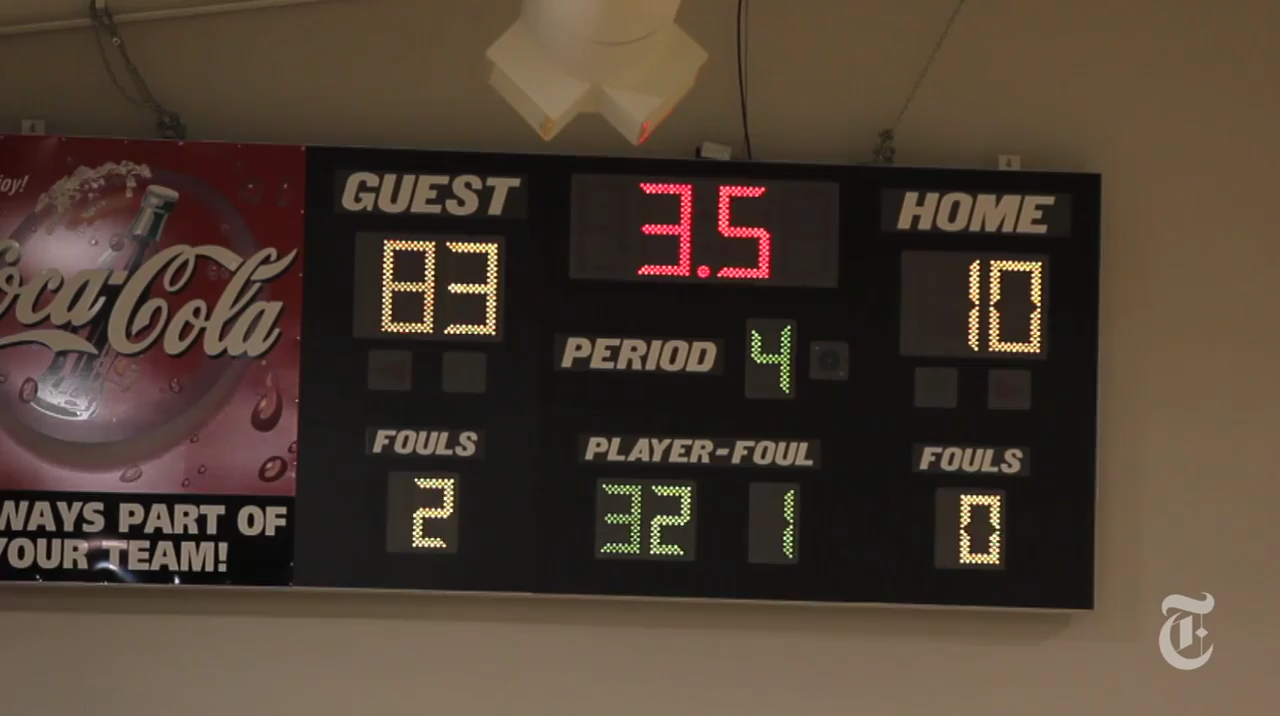 joy!
Coca-Cola
WAYS PART OF
YOUR TEAM!
GUEST
83
3.5
HOME
10
PERIOD 4
FOULS
2
PLAYER-FOUL
32 1
FOULS
0
T